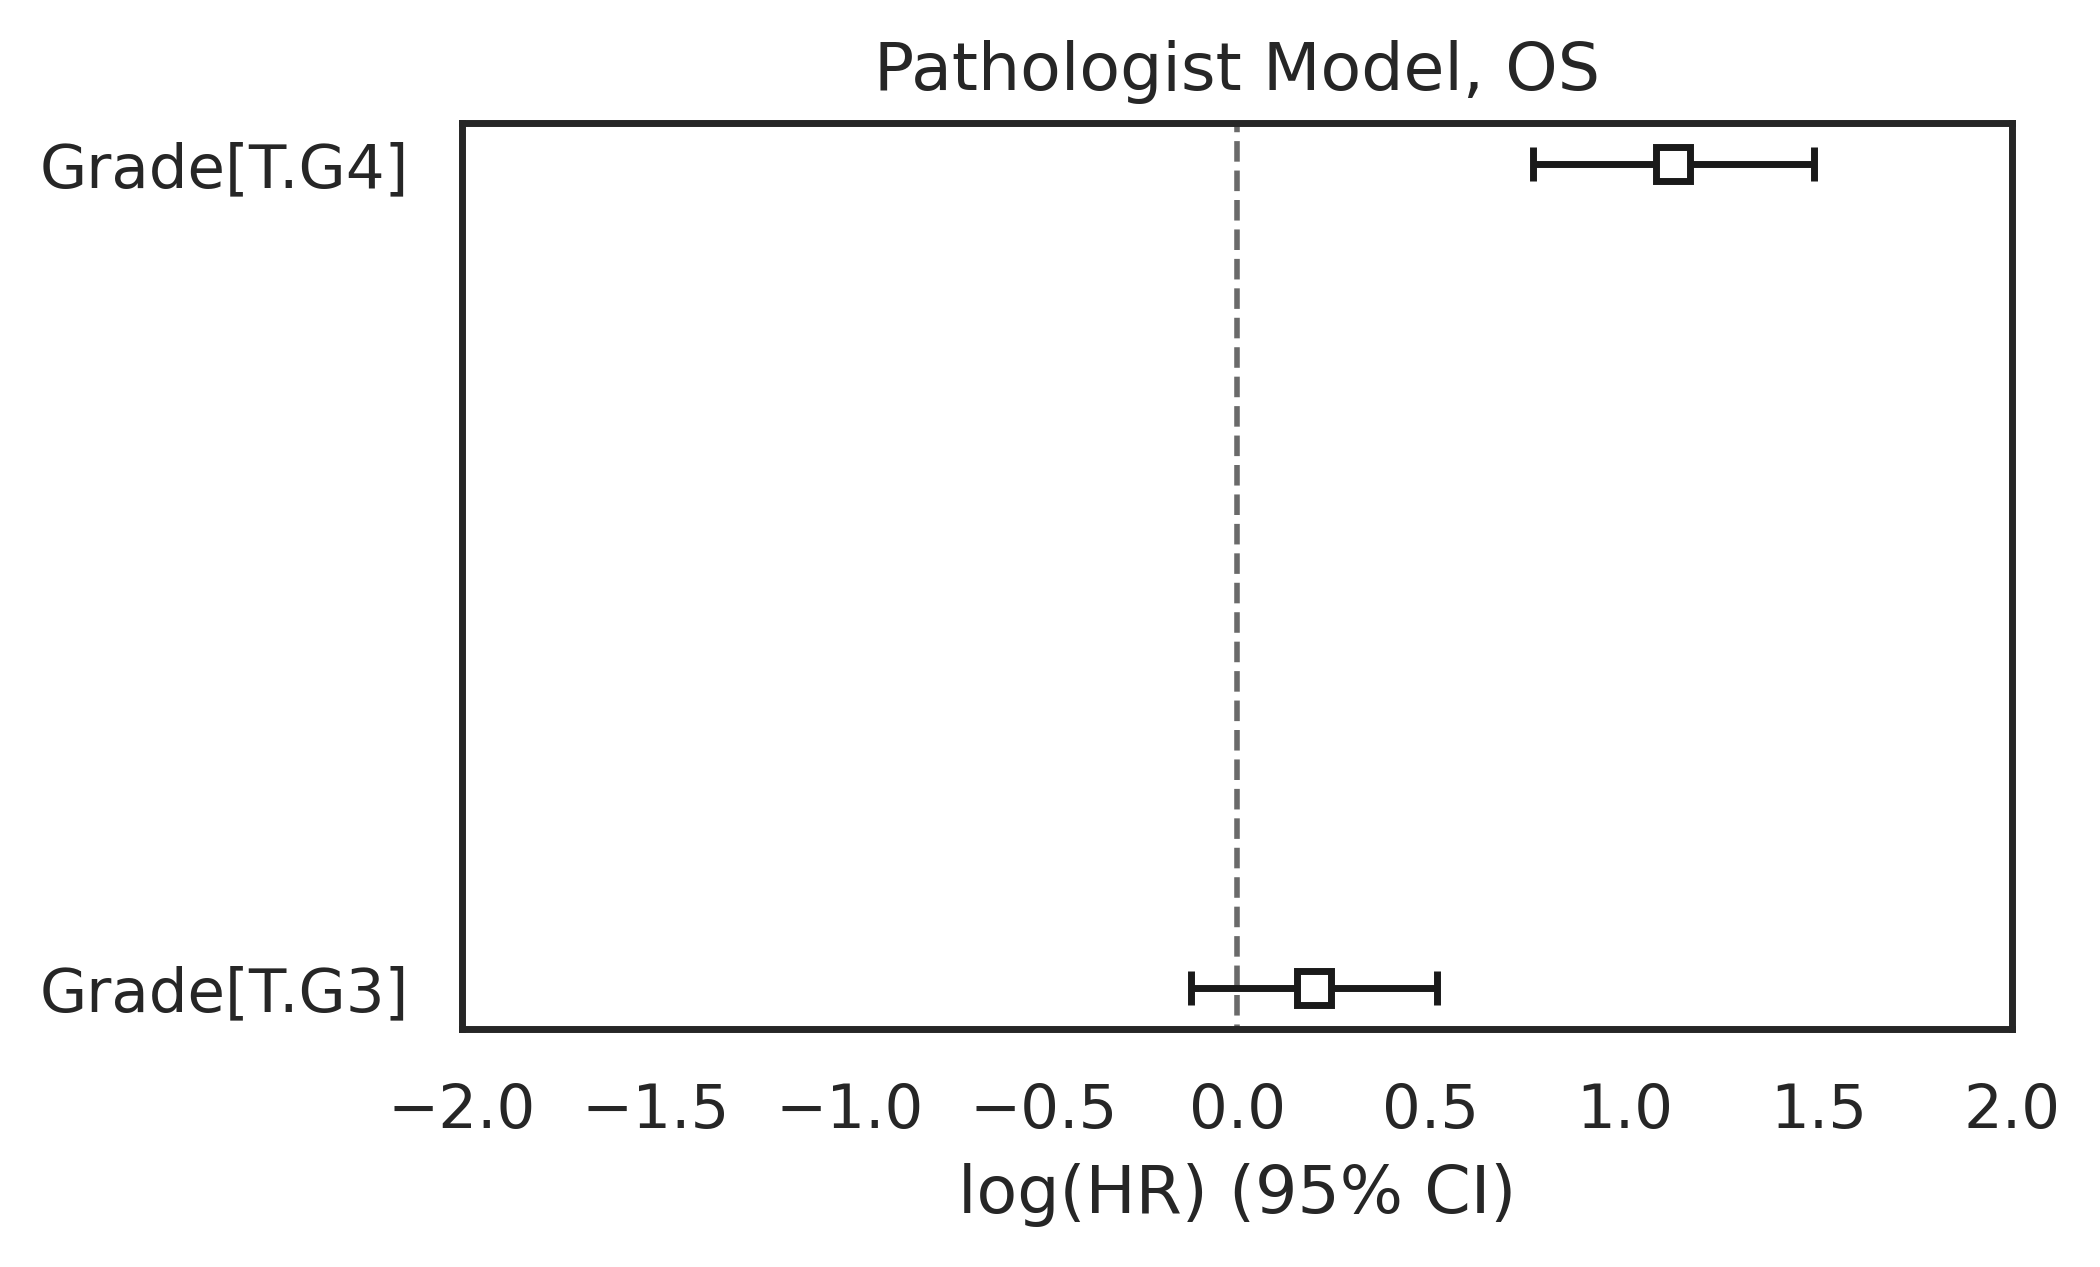 Pathologist Model, OS
Grade[T.G4]
Grade[T.G3]
−2.0 −1.5 −1.0 −0.5 0.0 0.5 1.0 1.5 2.0
log(HR) (95% CI)